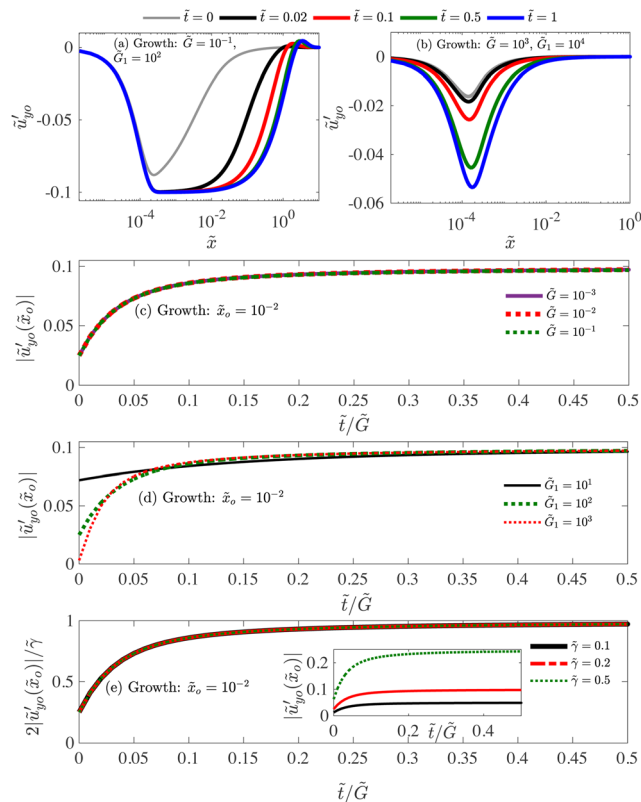 t̃ = 0 t̃ = 0.02 t̃ = 0.1 t̃ = 0.5 t̃ = 1
(a) Growth: G̃ = 10⁻¹,
G̃₁ = 10²
0
-0.05
-0.1
ũ′yo
10⁻⁴ 10⁻² 10⁰
x̃
(b) Growth: G̃ = 10³, G̃₁ = 10⁴
0
-0.02
-0.04
-0.06
ũ′yo
10⁻⁴ 10⁻² 10⁰
x̃
0.1
0.05
0
|ũ′yo(x̃o)|
(c) Growth: x̃o = 10⁻²
G̃ = 10⁻³
G̃ = 10⁻²
G̃ = 10⁻¹
0 0.05 0.1 0.15 0.2 0.25 0.3 0.35 0.4 0.45 0.5
t̃/G̃
0.1
0.05
0
|ũ′yo(x̃o)|
(d) Growth: x̃o = 10⁻²
G̃₁ = 10¹
G̃₁ = 10²
G̃₁ = 10³
0 0.05 0.1 0.15 0.2 0.25 0.3 0.35 0.4 0.45 0.5
t̃/G̃
1
0.5
0
2|ũ′yo(x̃o)|/γ̃
(e) Growth: x̃o = 10⁻²
|ũ′yo(x̃o)|
0.2
0.1
0
0.2 0.4
t̃/G̃
γ̃ = 0.1
γ̃ = 0.2
γ̃ = 0.5
0 0.05 0.1 0.15 0.2 0.25 0.3 0.35 0.4 0.45 0.5
t̃/G̃